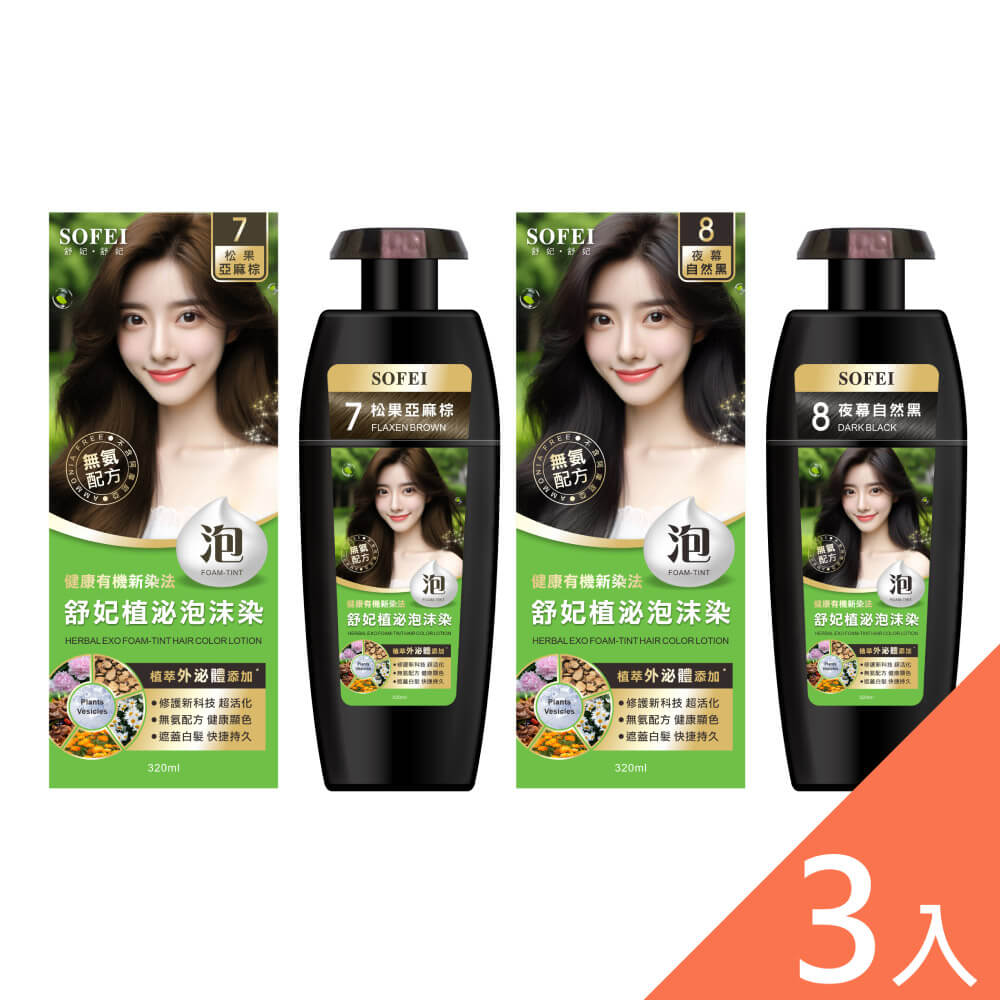 SOFEI
舒妃・舒妃
7
松果
亞麻棕
AMMONIA FREE
無氨
配方
泡
FOAM-TINT
健康有機新染法
舒妃植泌泡沫染
HERBAL EXO FOAM-TINT HAIR COLOR LOTION
Plants
Vesicles
植萃外泌體添加*
●修護新科技 超活化
●無氨配方 健康顯色
●遮蓋白髮 快捷持久
320ml
SOFEI
7 松果亞麻棕
FLAXEN BROWN
無氨
配方
泡
FOAM-TINT
健康有機新染法
舒妃植泌泡沫染
HERBAL EXO FOAM-TINT HAIR COLOR LOTION
Plants
Vesicles
植萃外泌體添加*
●修護新科技 超活化
●無氨配方 健康顯色
●遮蓋白髮 快捷持久
320ml
SOFEI
舒妃・舒妃
8
夜幕
自然黑
AMMONIA FREE
無氨
配方
泡
FOAM-TINT
健康有機新染法
舒妃植泌泡沫染
HERBAL EXO FOAM-TINT HAIR COLOR LOTION
Plants
Vesicles
植萃外泌體添加*
●修護新科技 超活化
●無氨配方 健康顯色
●遮蓋白髮 快捷持久
320ml
SOFEI
8 夜幕自然黑
DARK BLACK
無氨
配方
泡
FOAM-TINT
健康有機新染法
舒妃植泌泡沫染
HERBAL EXO FOAM-TINT HAIR COLOR LOTION
Plants
Vesicles
植萃外泌體添加*
●修護新科技 超活化
●無氨配方 健康顯色
●遮蓋白髮 快捷持久
320ml
3入